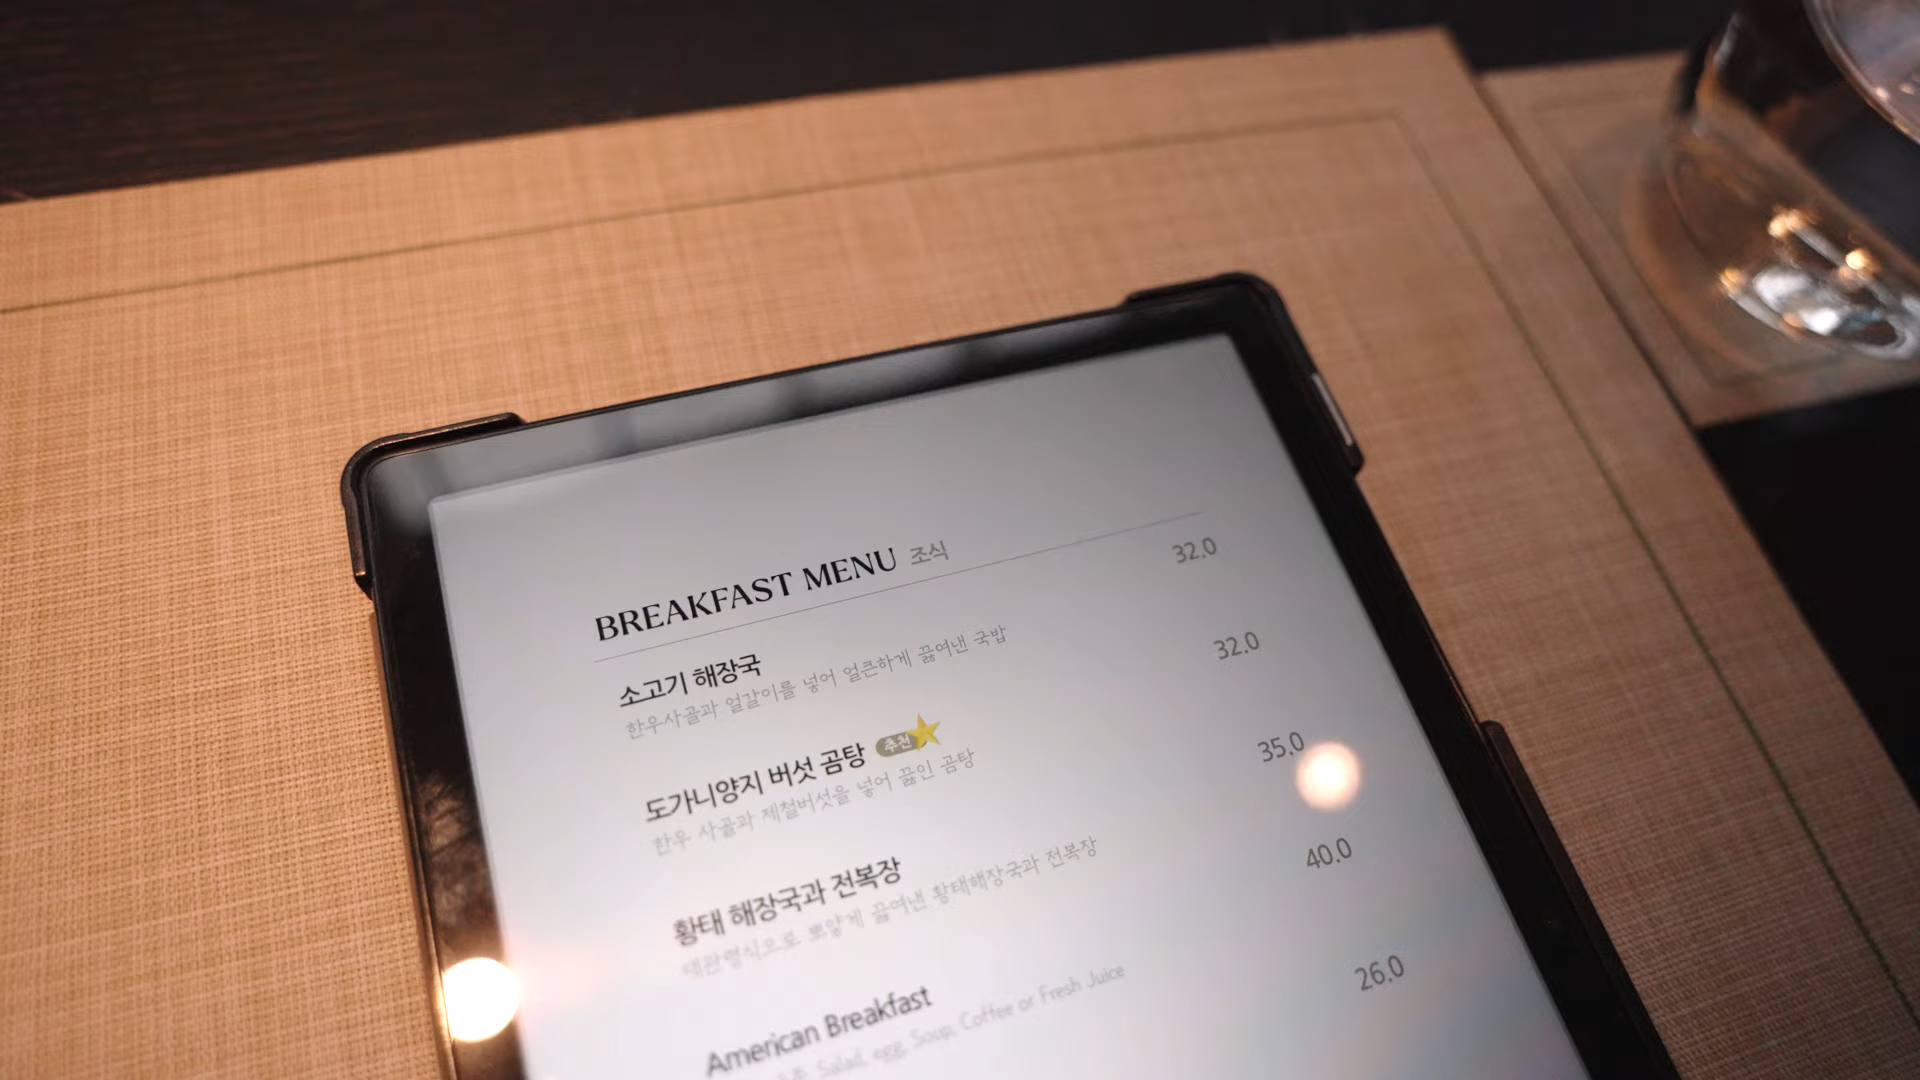 BREAKFAST MENU 조식
소고기 해장국 32.0
한우사골과 얼갈이를 넣어 얼큰하게 끓여낸 국밥
도가니양지 버섯 곰탕 추천 32.0
한우 사골과 제철버섯을 넣어 끓인 곰탕
황태 해장국과 전복장 35.0
대관령식으로 뽀얗게 끓여낸 황태해장국과 전복장
American Breakfast 40.0
Salad, egg, Soup, Coffee or Fresh Juice
26.0